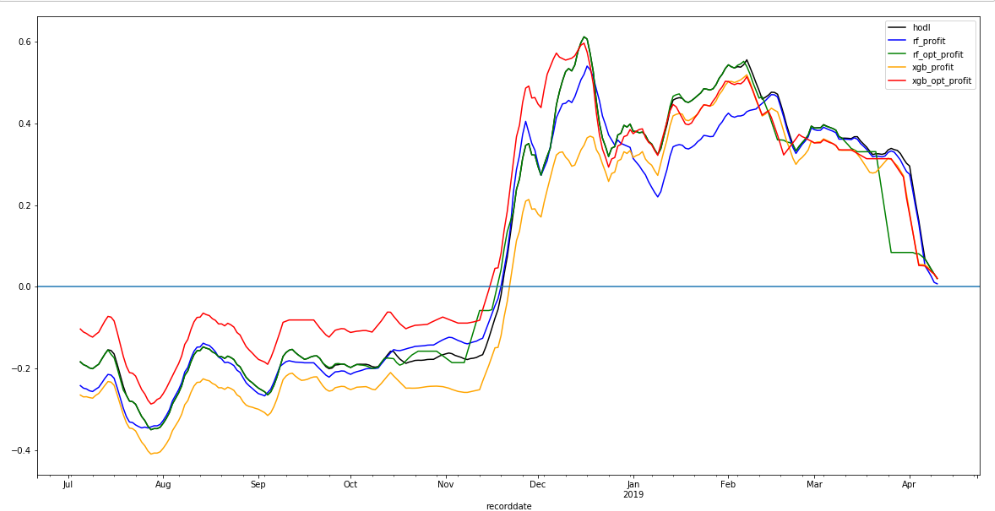 hodl
rf_profit
rf_opt_profit
xgb_profit
xgb_opt_profit
0.6
0.4
0.2
0.0
−0.2
−0.4
Jul Aug Sep Oct Nov Dec Jan Feb Mar Apr
2019
recorddate